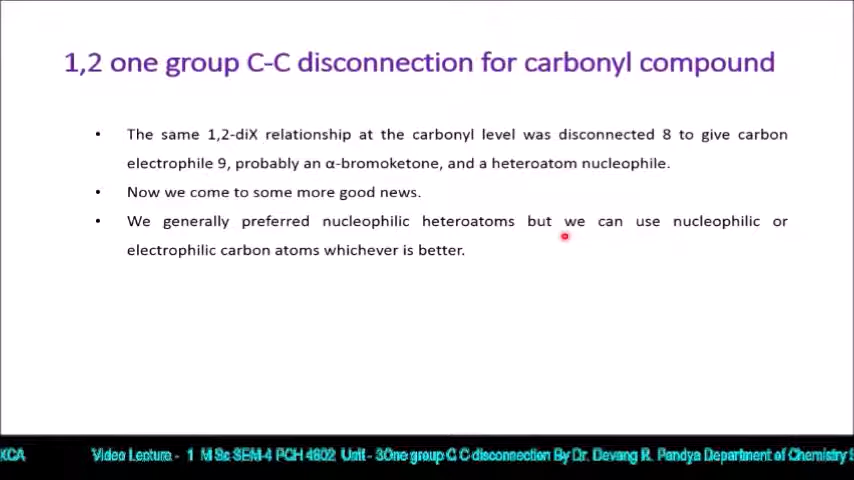 1,2 one group C-C disconnection for carbonyl compound
• The same 1,2-diX relationship at the carbonyl level was disconnected 8 to give carbon
electrophile 9, probably an α-bromoketone, and a heteroatom nucleophile.
• Now we come to some more good news.
• We generally preferred nucleophilic heteroatoms but we can use nucleophilic or
electrophilic carbon atoms whichever is better.
XCA Video Lecture - 1 M Sc SEM-4 PCH 4802 Unit - 3One group C C disconnection By Dr. Devang R. Pandya Department of Chemistry S